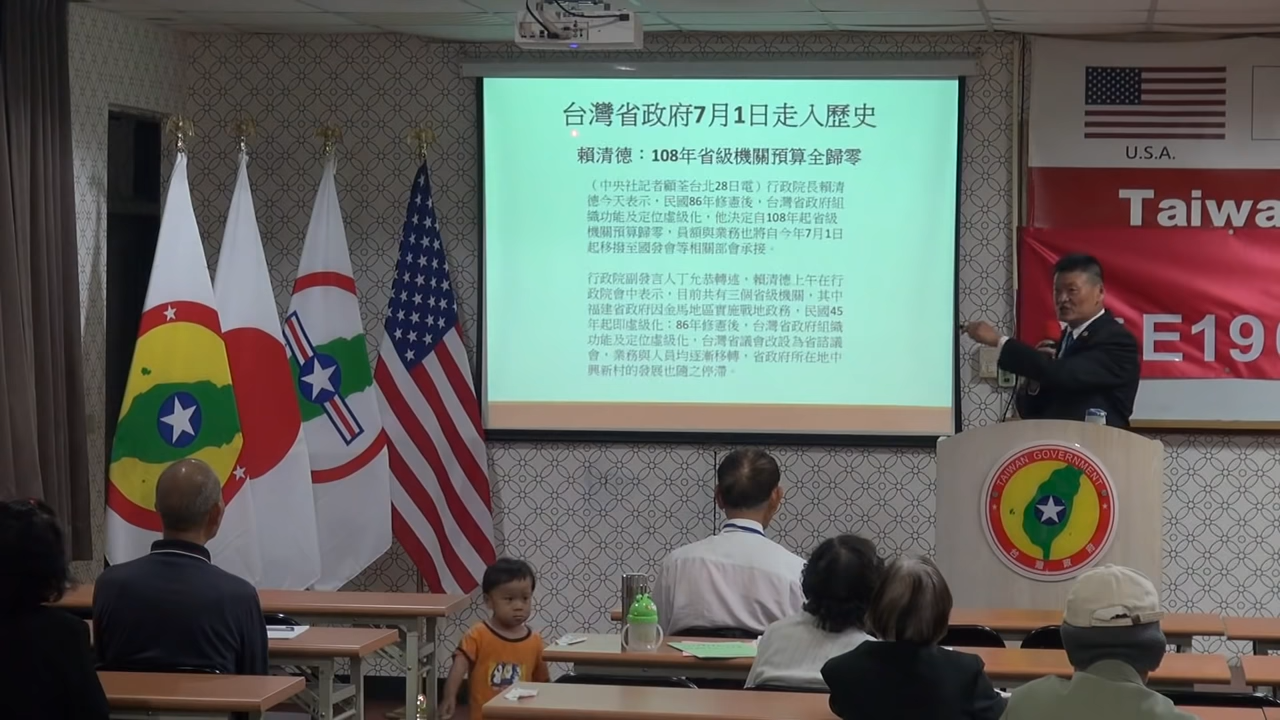 台灣省政府7月1日走入歷史
賴清德：108年省級機關預算全歸零
（中央社記者顧荃台北28日電）行政院長賴清
德今天表示，民國86年修憲後，台灣省政府組
織功能及定位虛級化，他決定自108年起省級
機關預算歸零，員額與業務也將自今年7月1日
起移撥至國發會等相關部會承接。
行政院副發言人丁允恭轉述，賴清德上午在行
政院會中表示，目前共有三個省級機關，其中
福建省政府因金馬地區實施戰地政務，民國45
年起即虛級化；86年修憲後，台灣省政府組織
功能及定位虛級化，台灣省議會改設為省諮議
會，業務與人員均逐漸移轉，省政府所在地中
興新村的發展也隨之停滯。
U.S.A.
Taiwa
E19
TAIWAN GOVERNMENT
台灣政府